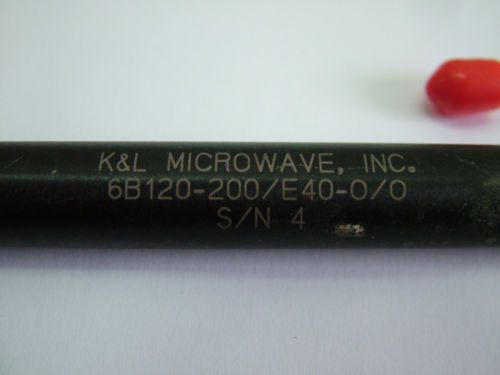 K&L MICROWAVE, INC.
6B120-200/E40-O/O
S/N 4